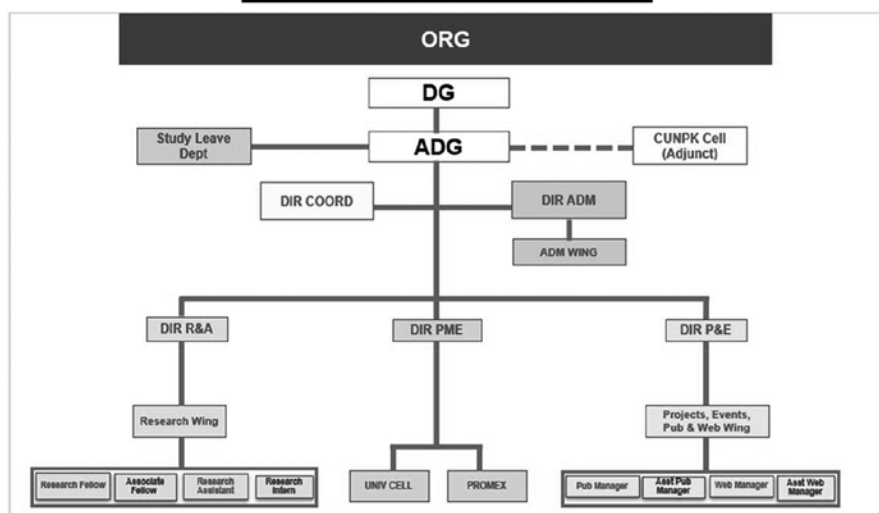 ORG
DG
Study Leave
Dept
ADG
CUNPK Cell
(Adjunct)
DIR COORD
DIR ADM
ADM WING
DIR R&A
DIR PME
DIR P&E
Research Wing
Projects, Events,
Pub & Web Wing
Research Fellow
Associate
Fellow
Research
Assistant
Research
Intern
UNIV CELL
PROMEX
Pub Manager
Asst Pub
Manager
Web Manager
Asst Web
Manager